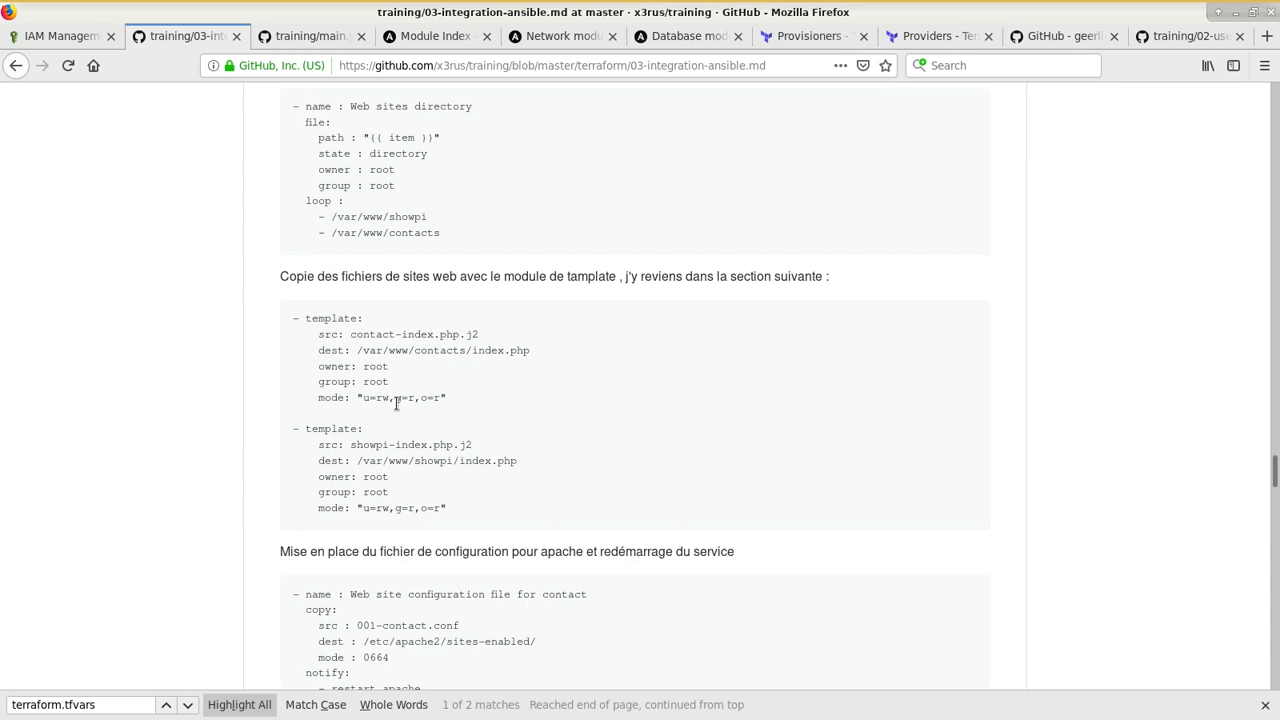 training/03-integration-ansible.md at master · x3rus/training · GitHub - Mozilla Firefox
IAM Managem
training/03-int
training/main.
Module Index -
Network modu
Database mod
Provisioners -
Providers - Ter
GitHub - geerli
training/02-use
GitHub, Inc. (US)
https://github.com/x3rus/training/blob/master/terraform/03-integration-ansible.md
Search
- name : Web sites directory
file:
path : "{{ item }}"
state : directory
owner : root
group : root
loop :
- /var/www/showpi
- /var/www/contacts
Copie des fichiers de sites web avec le module de tamplate , j'y reviens dans la section suivante :
- template:
src: contact-index.php.j2
dest: /var/www/contacts/index.php
owner: root
group: root
mode: "u=rw,g=r,o=r"
- template:
src: showpi-index.php.j2
dest: /var/www/showpi/index.php
owner: root
group: root
mode: "u=rw,g=r,o=r"
Mise en place du fichier de configuration pour apache et redémarrage du service
- name : Web site configuration file for contact
copy:
src : 001-contact.conf
dest : /etc/apache2/sites-enabled/
mode : 0664
notify:
- restart apache
terraform.tfvars
Highlight All
Match Case
Whole Words
1 of 2 matches
Reached end of page, continued from top